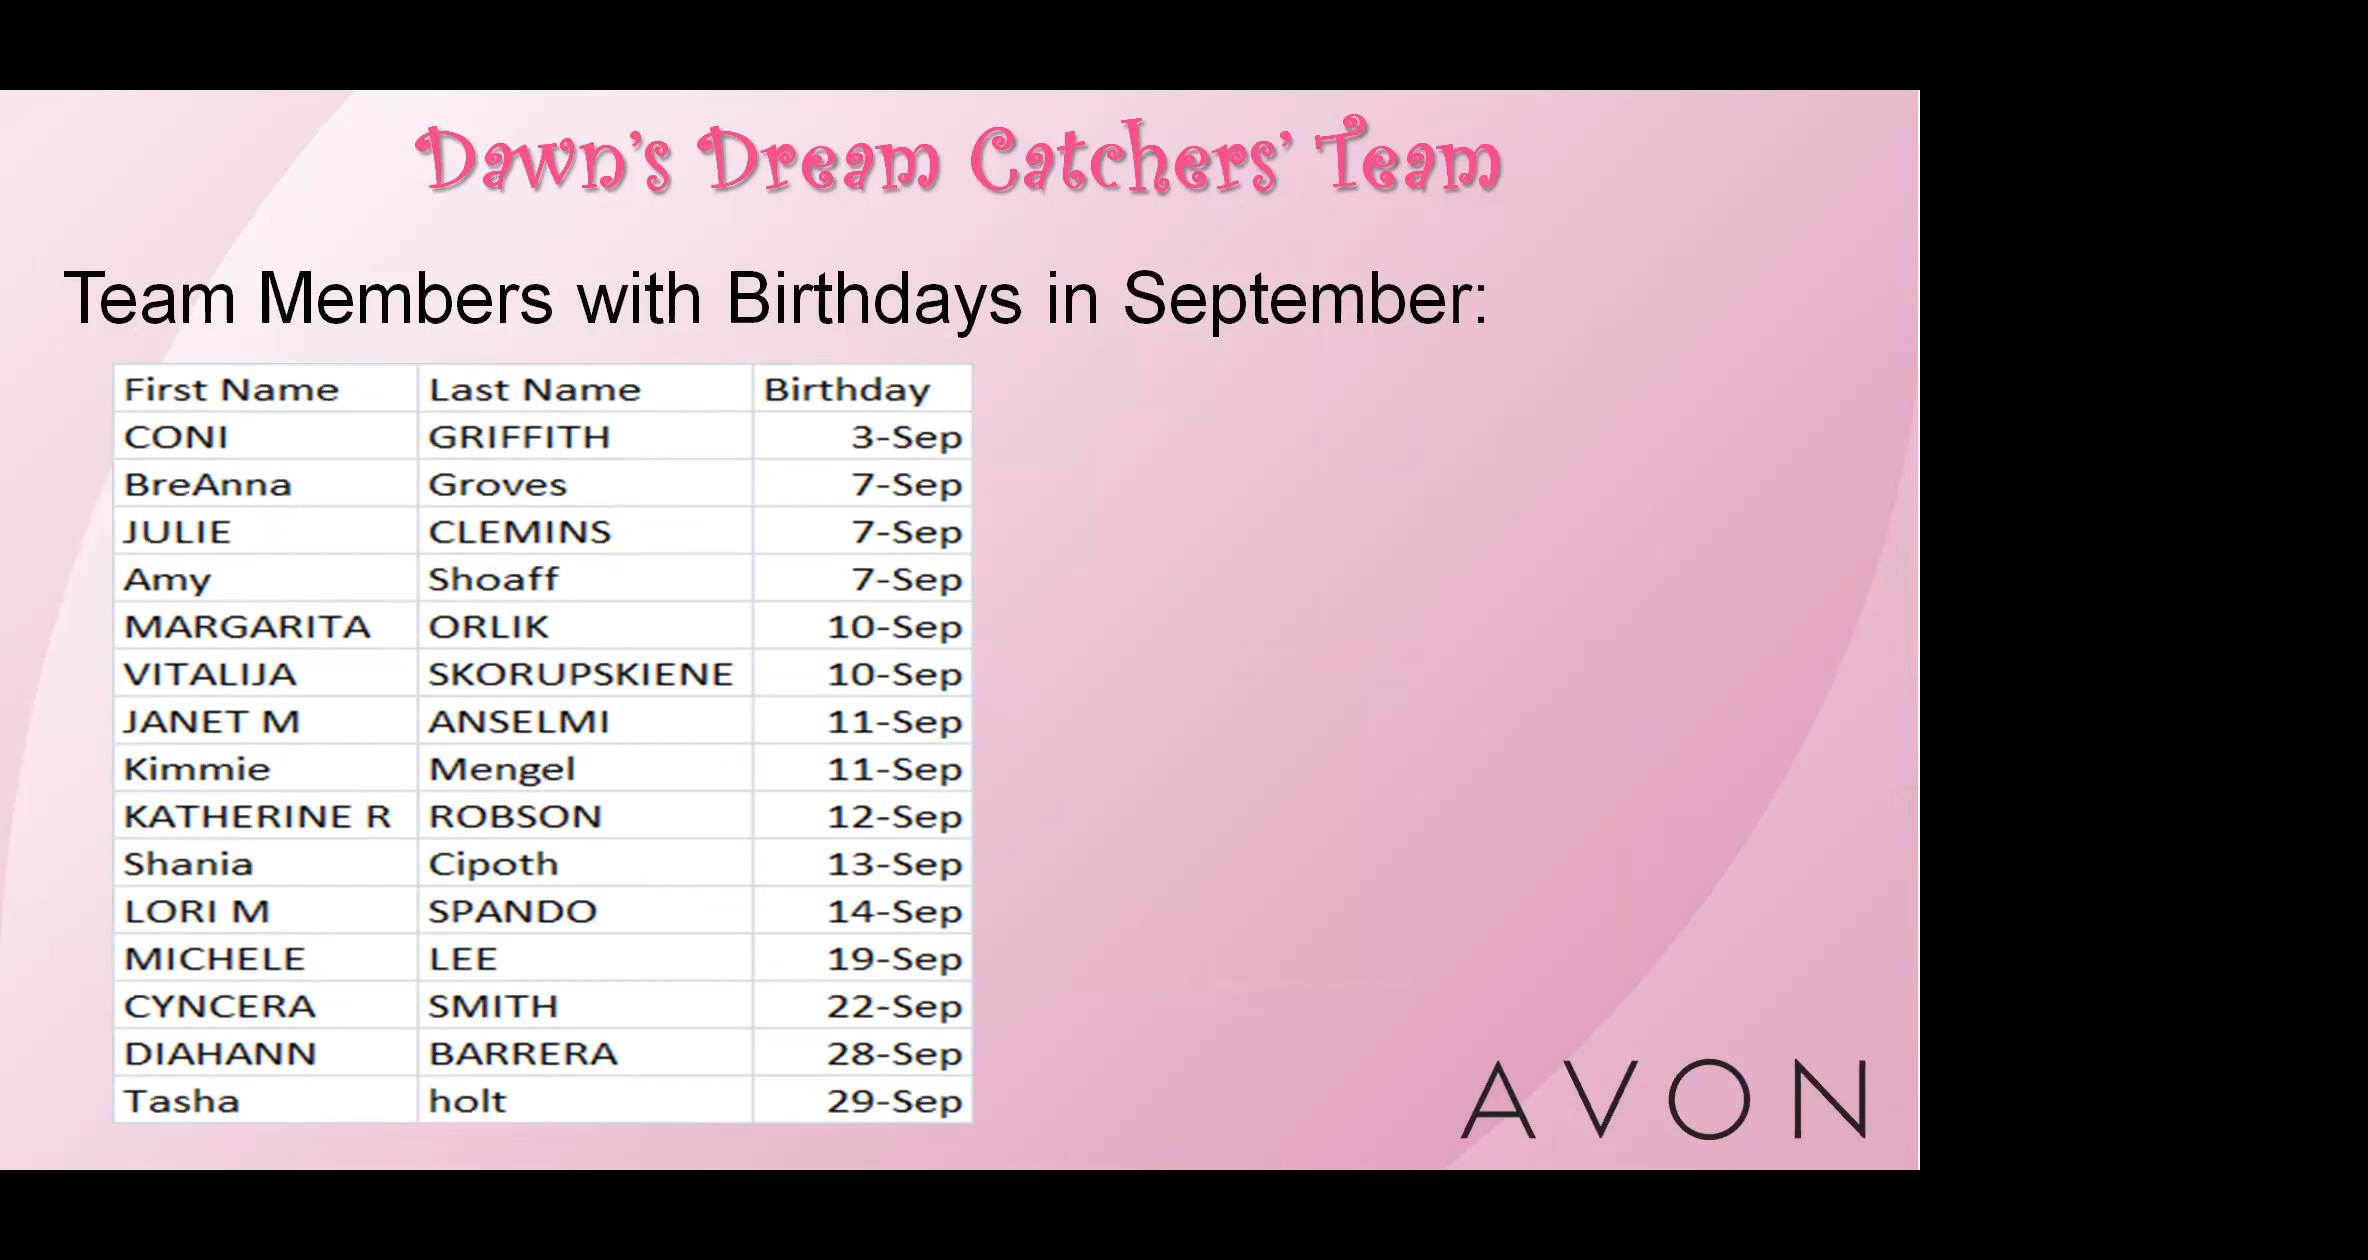 Dawn's Dream Catchers' Team
Team Members with Birthdays in September:
First Name Last Name Birthday
CONI GRIFFITH 3-Sep
BreAnna Groves 7-Sep
JULIE CLEMINS 7-Sep
Amy Shoaff 7-Sep
MARGARITA ORLIK 10-Sep
VITALIJA SKORUPSKIENE 10-Sep
JANET M ANSELMI 11-Sep
Kimmie Mengel 11-Sep
KATHERINE R ROBSON 12-Sep
Shania Cipoth 13-Sep
LORI M SPANDO 14-Sep
MICHELE LEE 19-Sep
CYNCERA SMITH 22-Sep
DIAHANN BARRERA 28-Sep
Tasha holt 29-Sep
AVON